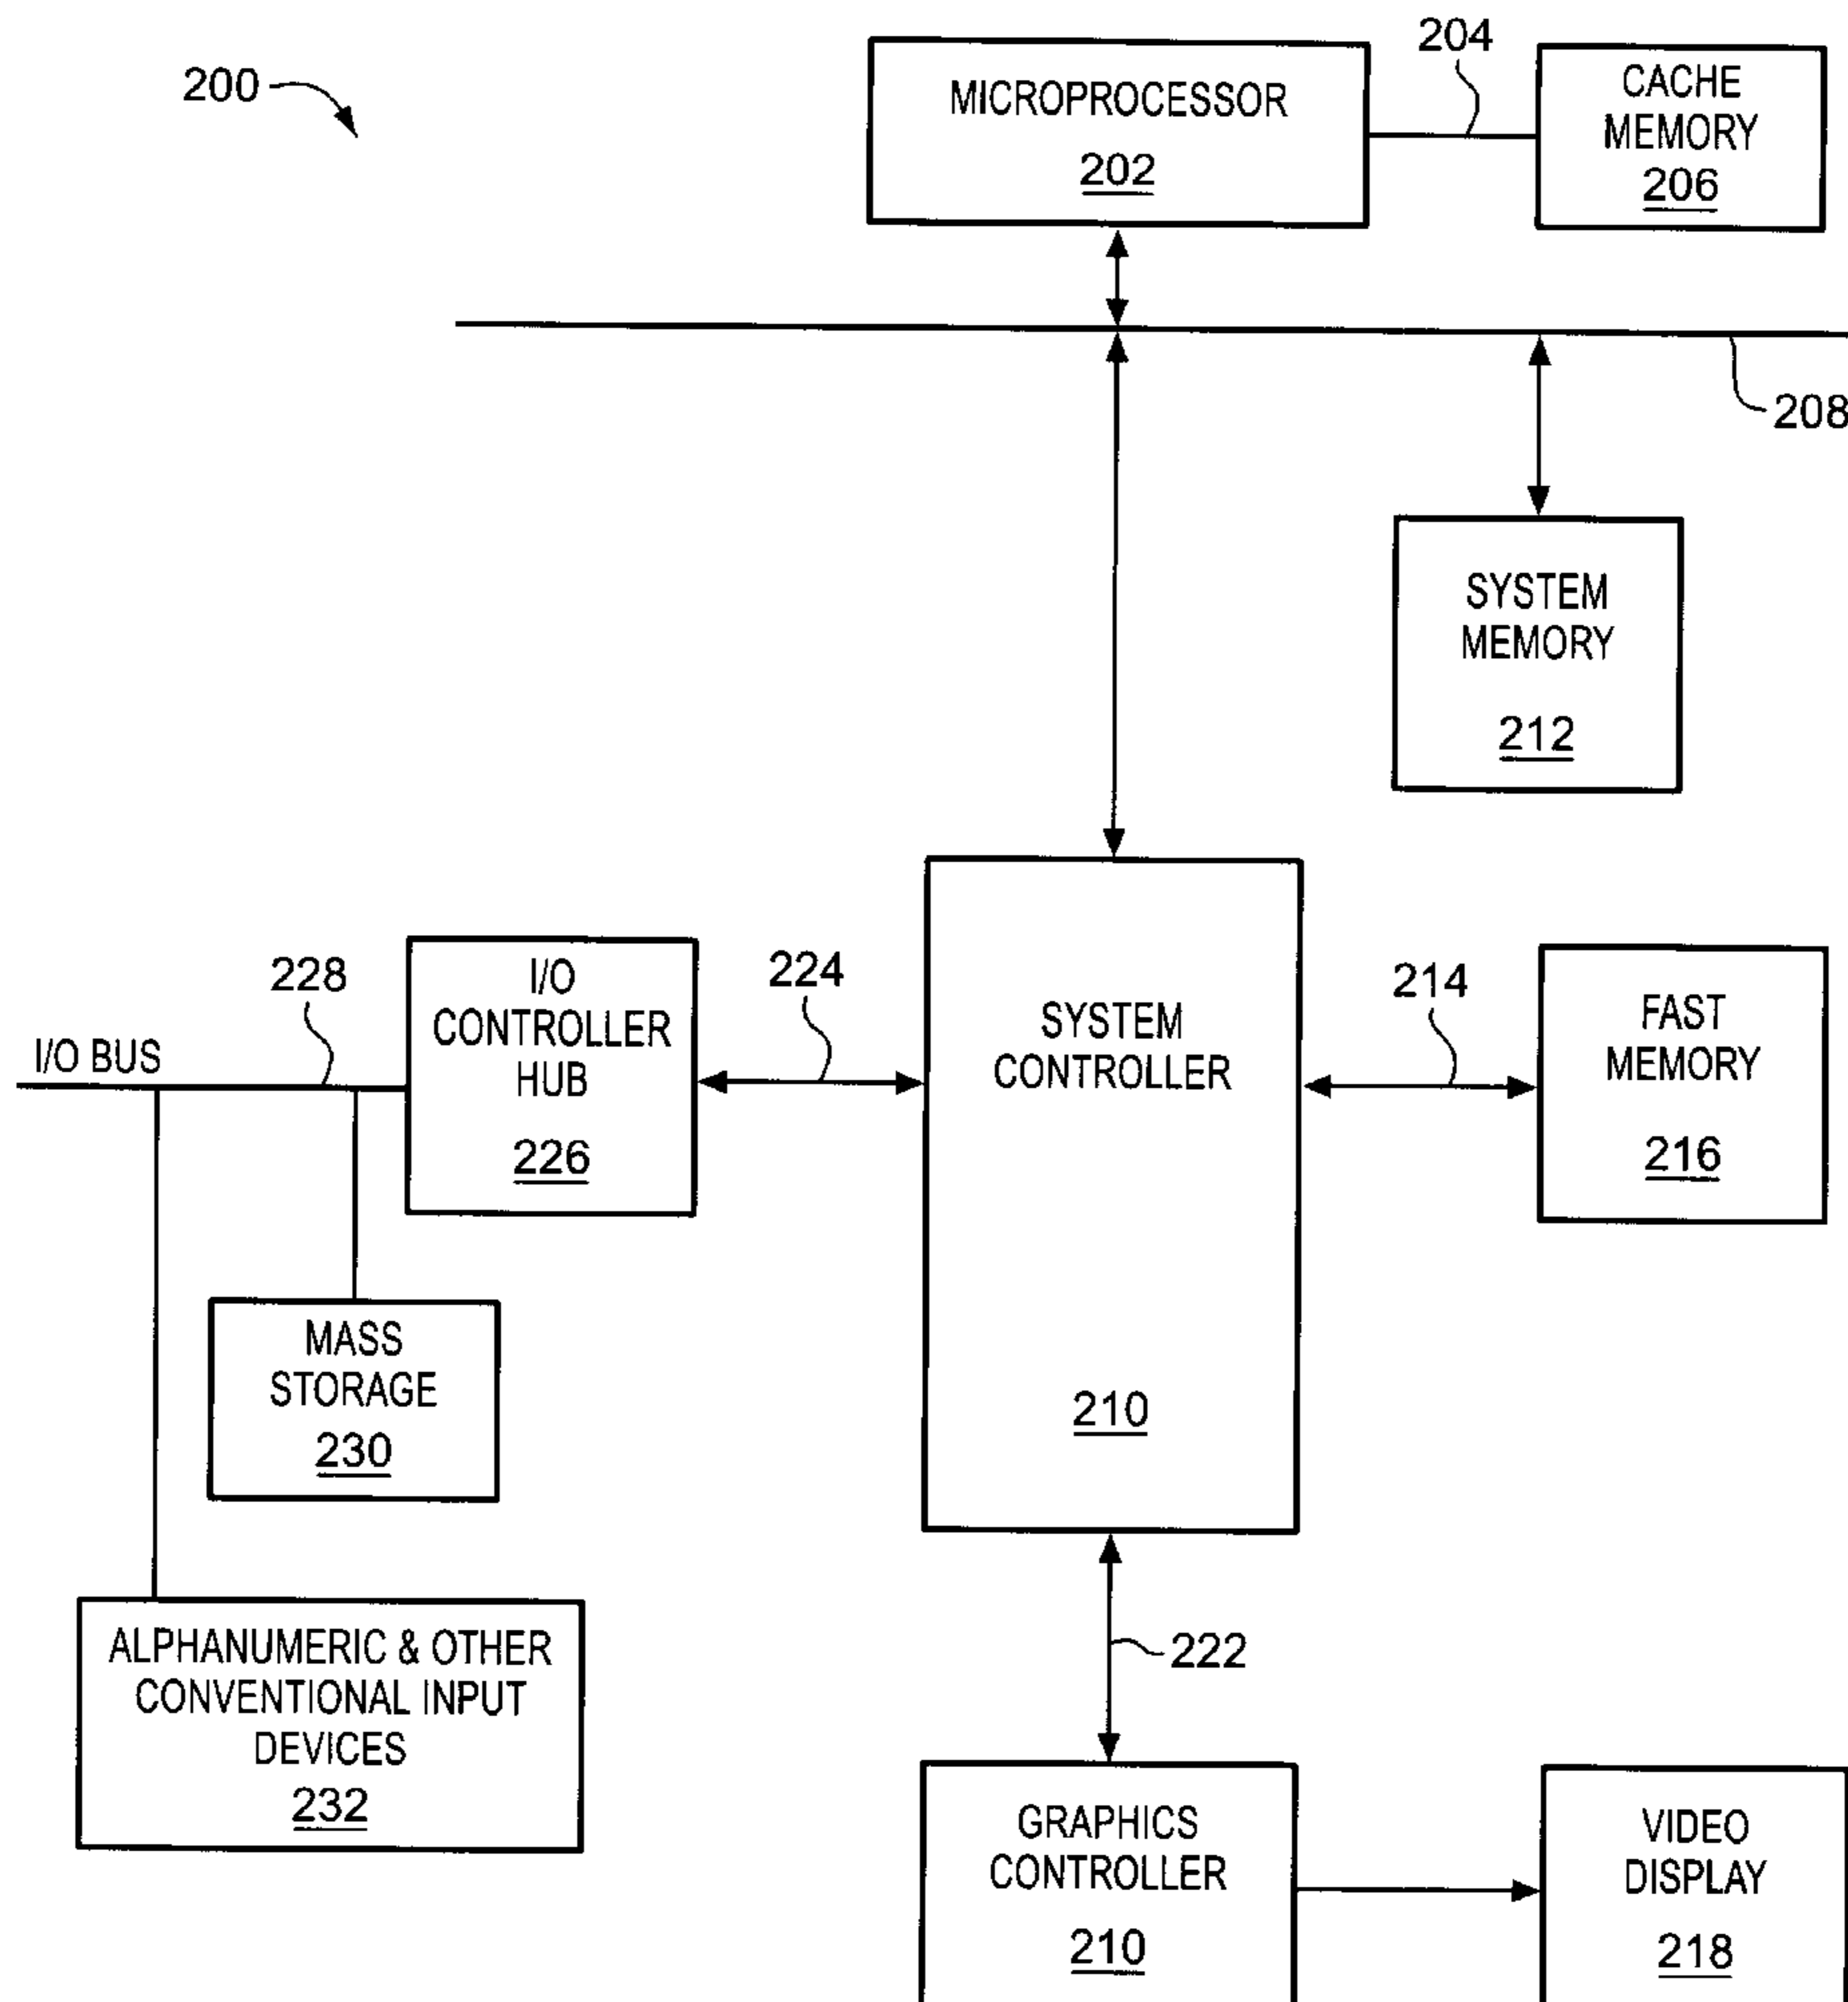 200
MICROPROCESSOR
202
204
CACHE
MEMORY
206
208
SYSTEM
MEMORY
212
I/O BUS
228
I/O
CONTROLLER
HUB
226
224
SYSTEM
CONTROLLER
210
214
FAST
MEMORY
216
MASS
STORAGE
230
ALPHANUMERIC & OTHER
CONVENTIONAL INPUT
DEVICES
232
222
GRAPHICS
CONTROLLER
210
VIDEO
DISPLAY
218